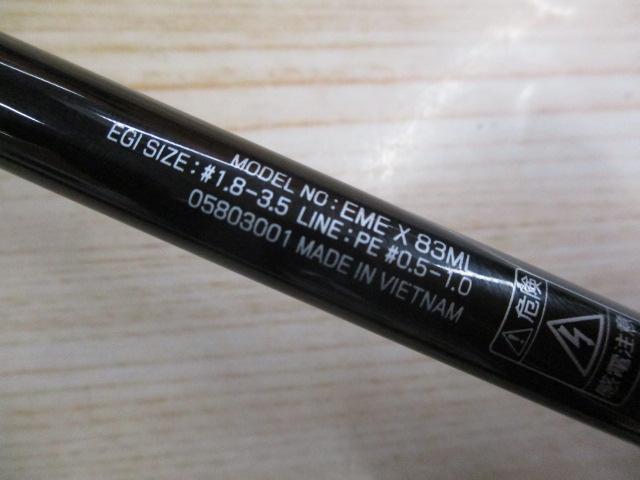 MODEL NO : EME X 83ML
EGI SIZE : #1.8-3.5 LINE : PE #0.5-1.0
05803001 MADE IN VIETNAM
危険
感電注意